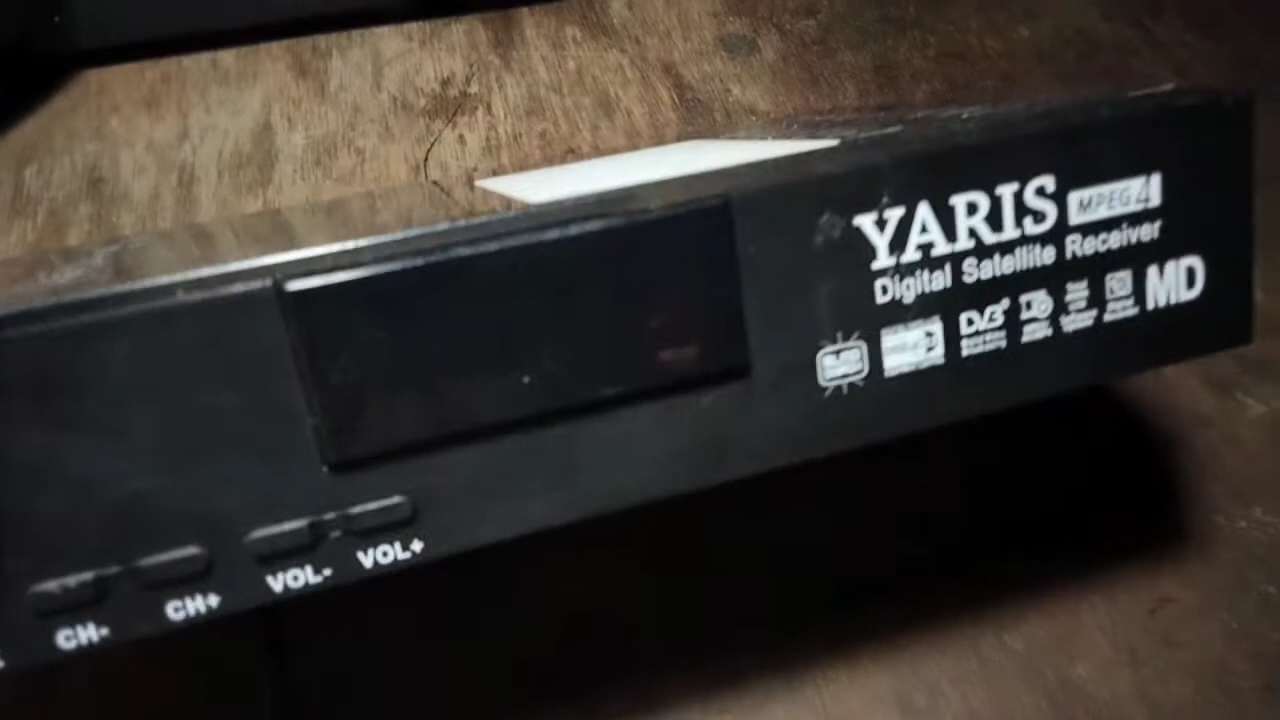 YARIS MPEG4
Digital Satellite Receiver
DVB MD
VOL- VOL+
CH- CH+